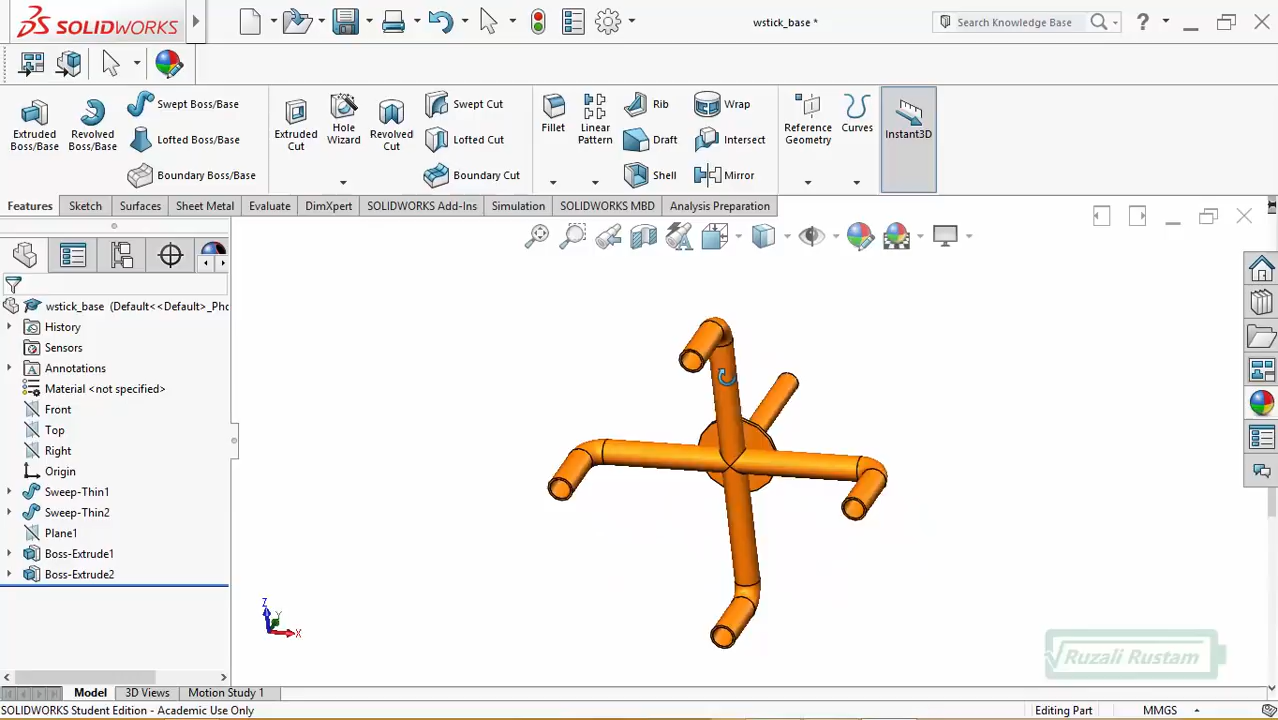 SOLIDWORKS
wstick_base *
Search Knowledge Base
Extruded Boss/Base
Revolved Boss/Base
Swept Boss/Base
Lofted Boss/Base
Boundary Boss/Base
Extruded Cut
Hole Wizard
Revolved Cut
Swept Cut
Lofted Cut
Boundary Cut
Fillet
Linear Pattern
Rib
Draft
Shell
Wrap
Intersect
Mirror
Reference Geometry
Curves
Instant3D
Features
Sketch
Surfaces
Sheet Metal
Evaluate
DimXpert
SOLIDWORKS Add-Ins
Simulation
SOLIDWORKS MBD
Analysis Preparation
wstick_base (Default<<Default>_Pho
History
Sensors
Annotations
Material <not specified>
Front
Top
Right
Origin
Sweep-Thin1
Sweep-Thin2
Plane1
Boss-Extrude1
Boss-Extrude2
Z
Y
X
Ruzali Rustam
Model
3D Views
Motion Study 1
SOLIDWORKS Student Edition - Academic Use Only
Editing Part
MMGS